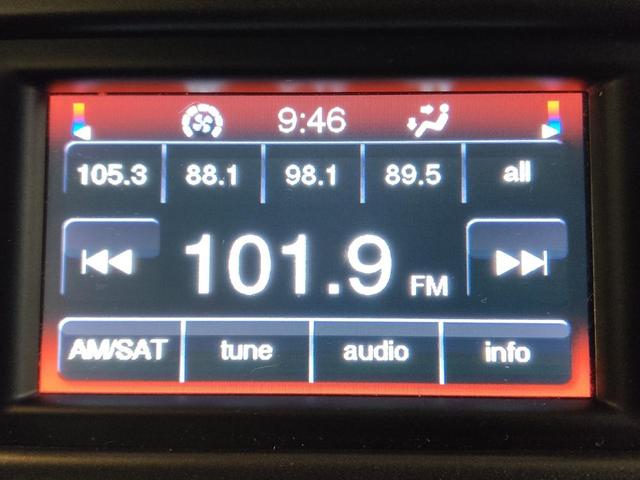 9:46
105.3 88.1 98.1 89.5 all
101.9 FM
AM/SAT tune audio info